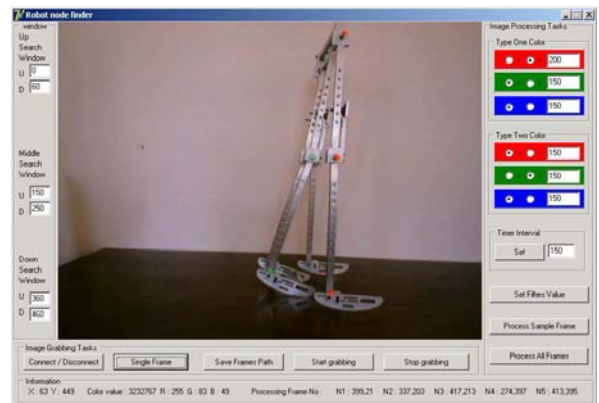 Robot node finder
window
Up
Search
Window
U 0
D 60
Middle
Search
Window
U 150
D 250
Down
Search
Window
U 360
D 460
Image Processing Tasks
Type One Color
200
150
150
Type Two Color
150
150
150
Timer Interval
Set 150
Set Filters Value
Process Sample Frame
Process All Frames
Image Grabbing Tasks
Connect / Disconnect Single Frame Save Frames Path Start grabbing Stop grabbing
Information
X : 63 Y : 449 Color value : 3232767 R : 255 G : 83 B : 49 Processing Frame No : N1 : 399,21 N2 : 337,203 N3 : 417,213 N4 : 274,397 N5 : 413,395